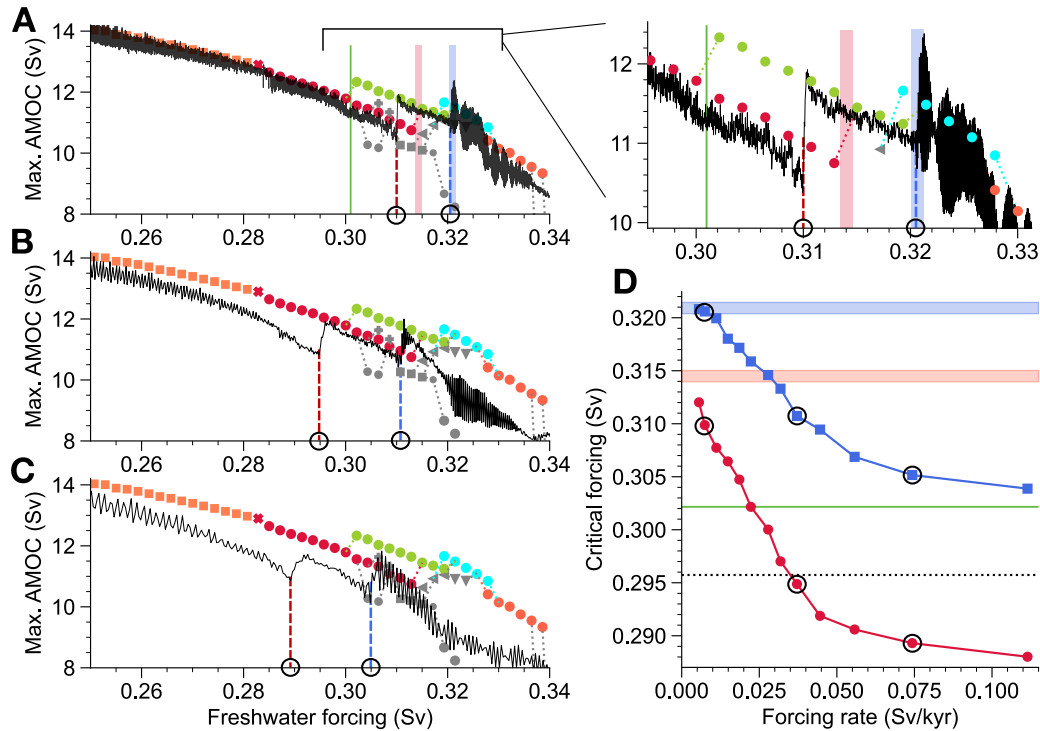 A
Max. AMOC (Sv)
14
12
10
8
0.26 0.28 0.30 0.32 0.34
12
11
10
0.30 0.31 0.32 0.33
B
Max. AMOC (Sv)
14
12
10
8
0.26 0.28 0.30 0.32 0.34
C
Max. AMOC (Sv)
14
12
10
8
0.26 0.28 0.30 0.32 0.34
Freshwater forcing (Sv)
D
Critical forcing (Sv)
0.320
0.315
0.310
0.305
0.300
0.295
0.290
0.000 0.025 0.050 0.075 0.100
Forcing rate (Sv/kyr)